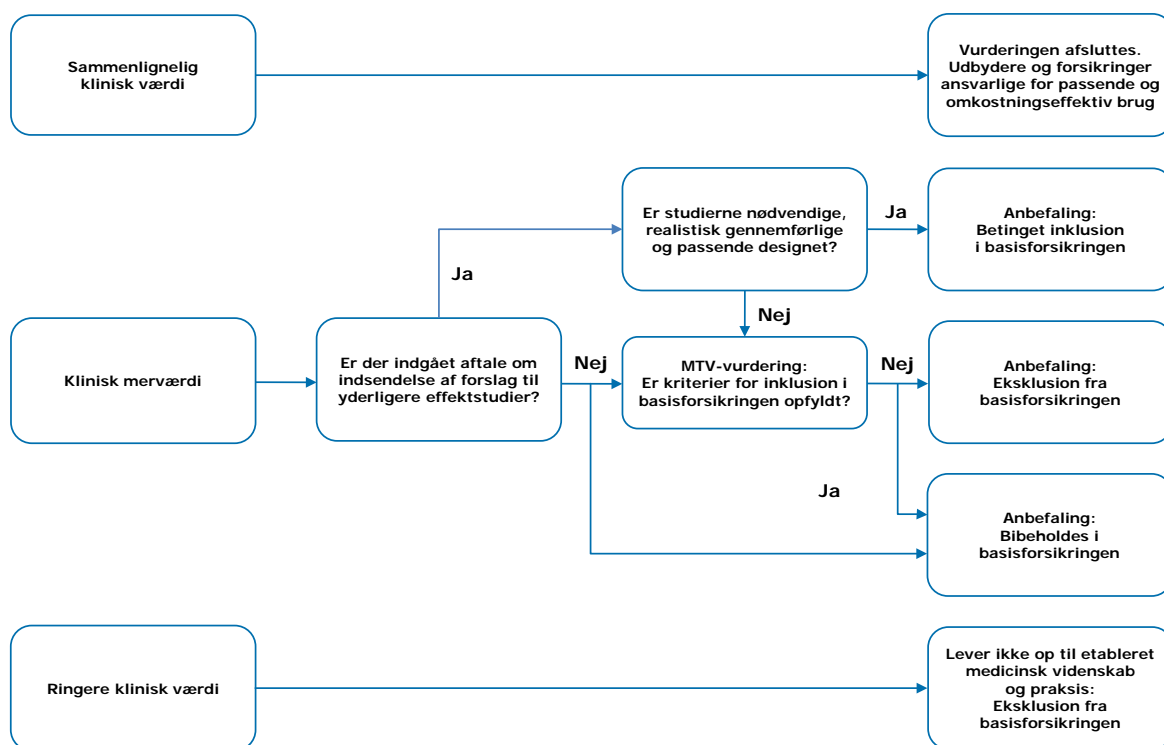 Sammenlignelig
klinisk værdi
Vurderingen afsluttes.
Udbydere og forsikringer
ansvarlige for passende og
omkostningseffektiv brug
Er studierne nødvendige,
realistisk gennemførlige
og passende designet?
Ja
Anbefaling:
Betinget inklusion
i basisforsikringen
Ja
Nej
Klinisk merværdi
Er der indgået aftale om
indsendelse af forslag til
yderligere effektstudier?
Nej
MTV-vurdering:
Er kriterier for inklusion i
basisforsikringen opfyldt?
Nej
Anbefaling:
Eksklusion fra
basisforsikringen
Ja
Anbefaling:
Bibeholdes i
basisforsikringen
Ringere klinisk værdi
Lever ikke op til etableret
medicinsk videnskab
og praksis:
Eksklusion fra
basisforsikringen